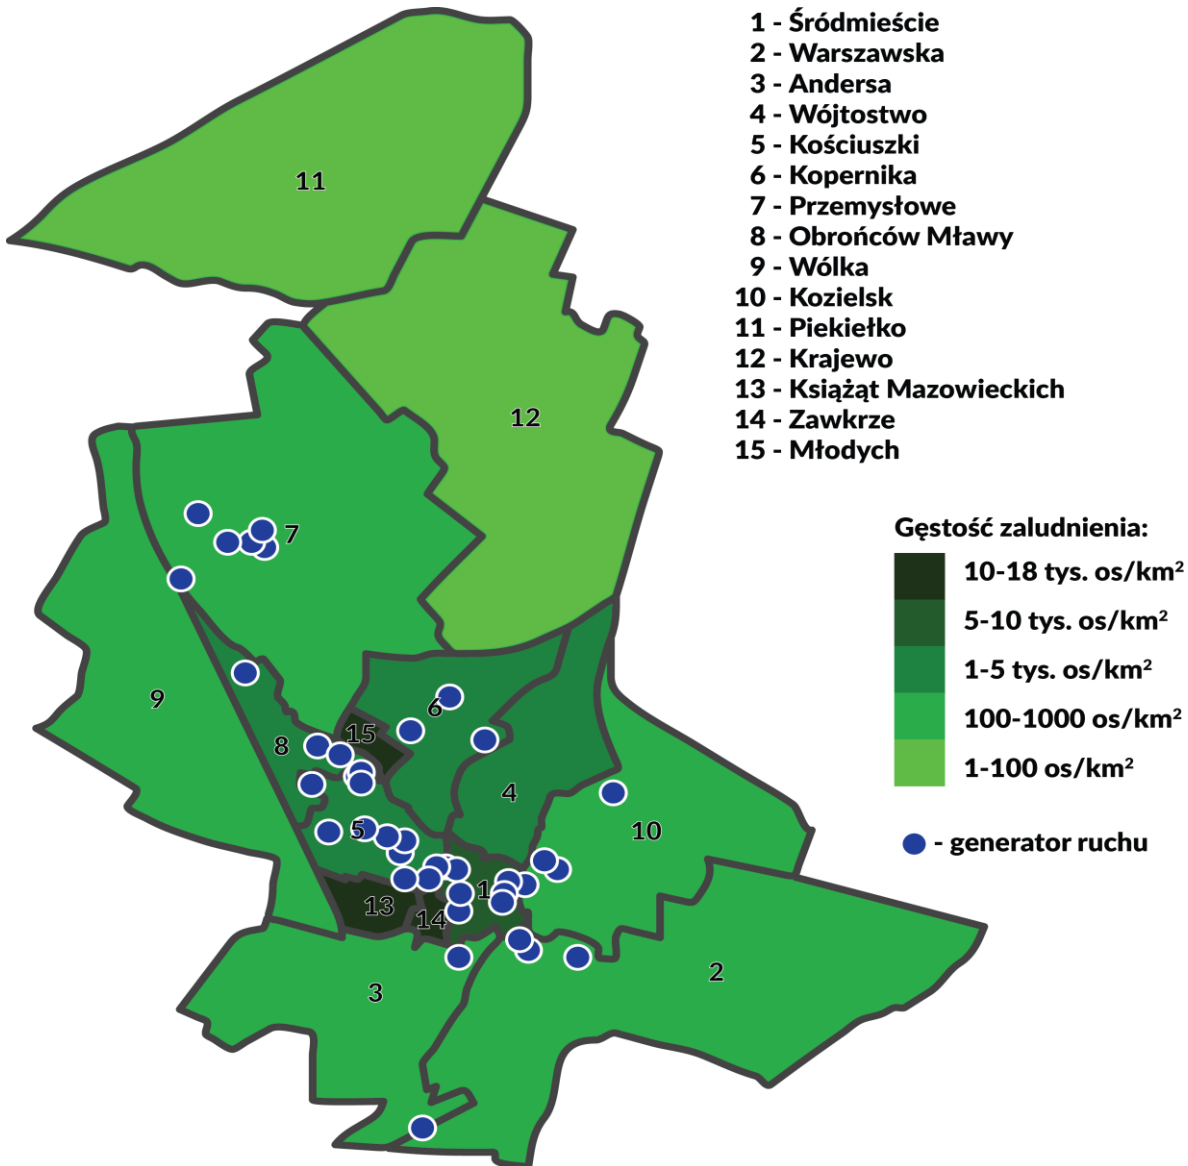 1 - Śródmieście
2 - Warszawska
3 - Andersa
4 - Wójtostwo
5 - Kościuszki
6 - Kopernika
7 - Przemysłowe
8 - Obrońców Mławy
9 - Wólka
10 - Kozielsk
11 - Piekiełko
12 - Krajewo
13 - Książąt Mazowieckich
14 - Zawkrze
15 - Młodych
11
12
7
Gęstość zaludnienia:
10-18 tys. os/km²
5-10 tys. os/km²
1-5 tys. os/km²
100-1000 os/km²
1-100 os/km²
- generator ruchu
9
6
15
8
4
5
10
1
13
14
2
3